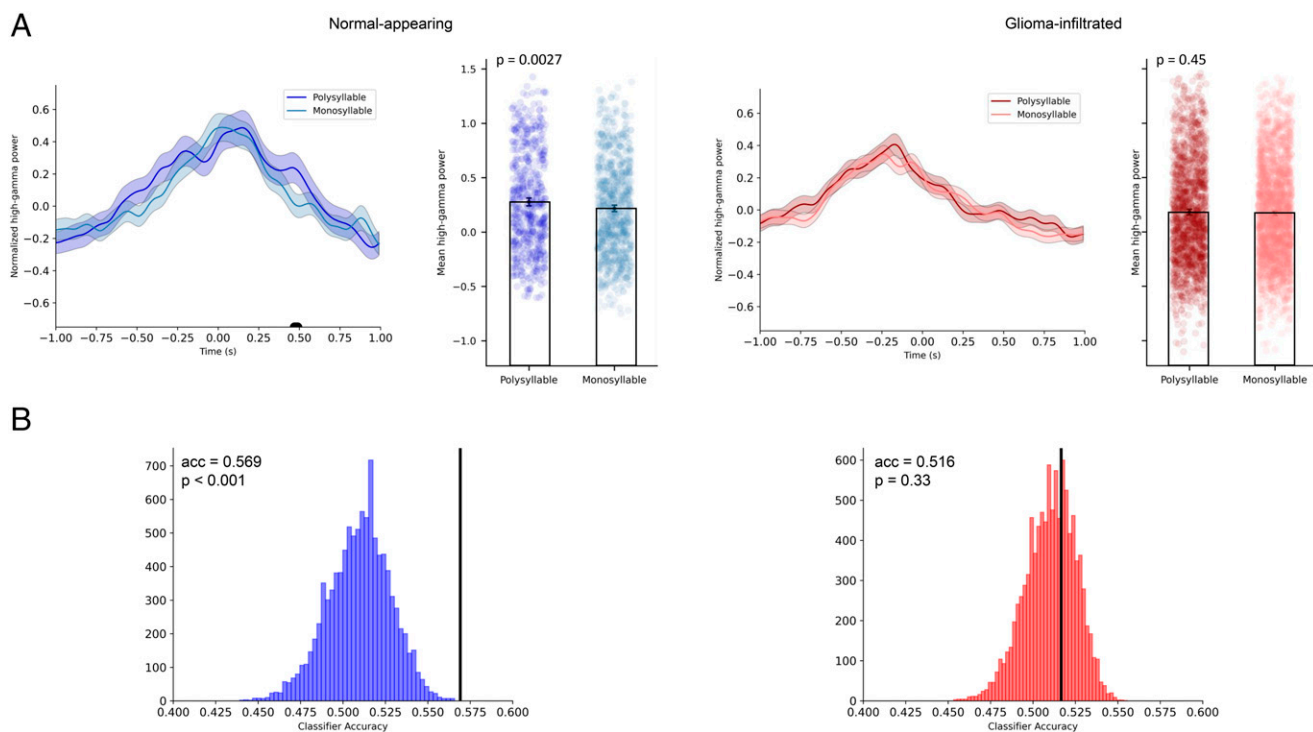 A
Normal-appearing
Glioma-infiltrated
Normalized high-gamma power
0.6
0.4
0.2
0.0
−0.2
−0.4
−0.6
Polysyllable
Monosyllable
−1.00 −0.75 −0.50 −0.25 0.00 0.25 0.50 0.75 1.00
Time (s)
p = 0.0027
Mean high-gamma power
1.5
1.0
0.5
0.0
−0.5
−1.0
Polysyllable Monosyllable
Normalized high-gamma power
0.6
0.4
0.2
0.0
−0.2
−0.4
−0.6
Polysyllable
Monosyllable
−1.00 −0.75 −0.50 −0.25 0.00 0.25 0.50 0.75 1.00
Time (s)
p = 0.45
Mean high-gamma power
Polysyllable Monosyllable
B
acc = 0.569
p < 0.001
700
600
500
400
300
200
100
0
0.400 0.425 0.450 0.475 0.500 0.525 0.550 0.575 0.600
Classifier Accuracy
acc = 0.516
p = 0.33
600
500
400
300
200
100
0
0.400 0.425 0.450 0.475 0.500 0.525 0.550 0.575 0.600
Classifier Accuracy